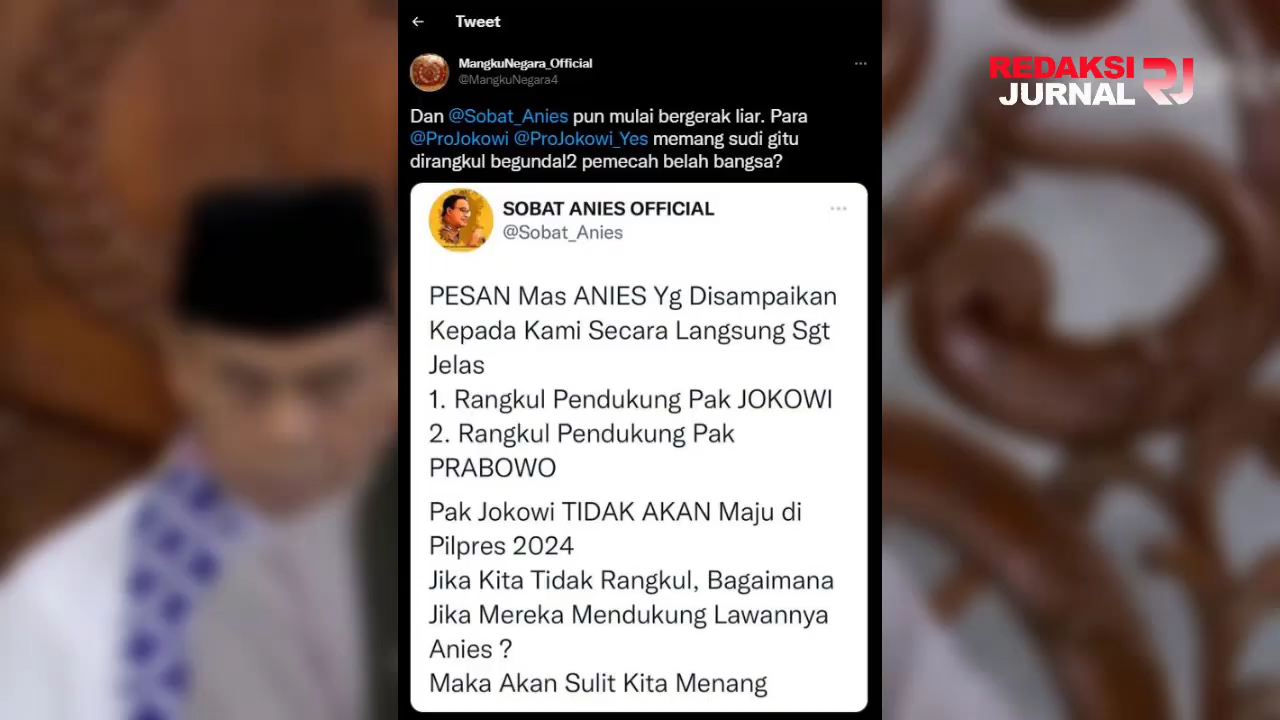 Tweet
MangkuNegara_Official
@MangkuNegara4
Dan @Sobat_Anies pun mulai bergerak liar. Para
@ProJokowi @ProJokowi_Yes memang sudi gitu
dirangkul begundal2 pemecah belah bangsa?
SOBAT ANIES OFFICIAL
@Sobat_Anies
PESAN Mas ANIES Yg Disampaikan
Kepada Kami Secara Langsung Sgt
Jelas
1. Rangkul Pendukung Pak JOKOWI
2. Rangkul Pendukung Pak
PRABOWO
Pak Jokowi TIDAK AKAN Maju di
Pilpres 2024
Jika Kita Tidak Rangkul, Bagaimana
Jika Mereka Mendukung Lawannya
Anies ?
Maka Akan Sulit Kita Menang
REDAKSI
JURNAL RJ